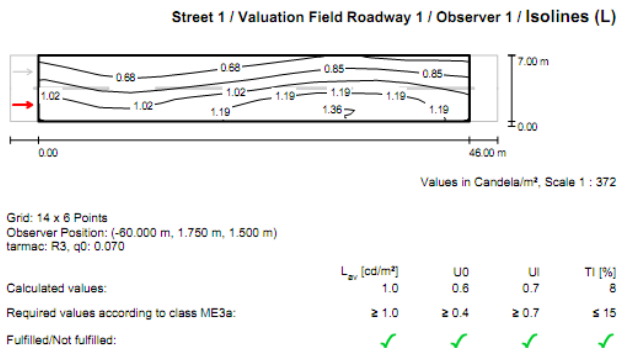 Street 1 / Valuation Field Roadway 1 / Observer 1 / Isolines (L)
7.00 m
0.68 0.68 0.85 0.85
1.02 1.02 1.02 1.19 1.19 1.19 1.19 1.36 1.19
0.00
0.00 46.00 m
Values in Candela/m², Scale 1 : 372
Grid: 14 x 6 Points
Observer Position: (-60.000 m, 1.750 m, 1.500 m)
tarmac: R3, q0: 0.070
Lav [cd/m²] U0 Ul TI [%]
Calculated values: 1.0 0.6 0.7 8
Required values according to class ME3a: ≥ 1.0 ≥ 0.4 ≥ 0.7 ≤ 15
Fulfilled/Not fulfilled: ✓ ✓ ✓ ✓